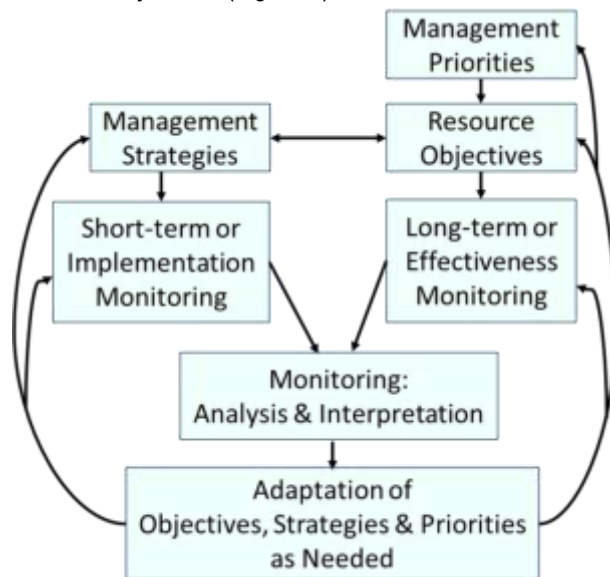 Management
Priorities
Management
Strategies
Resource
Objectives
Short-term or
Implementation
Monitoring
Long-term or
Effectiveness
Monitoring
Monitoring:
Analysis & Interpretation
Adaptation of
Objectives, Strategies & Priorities
as Needed